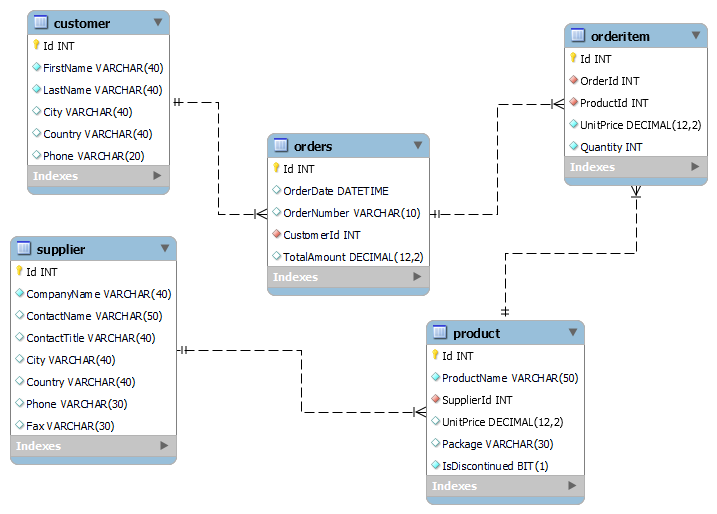 customer
Id INT
FirstName VARCHAR(40)
LastName VARCHAR(40)
City VARCHAR(40)
Country VARCHAR(40)
Phone VARCHAR(20)
Indexes
orders
Id INT
OrderDate DATETIME
OrderNumber VARCHAR(10)
CustomerId INT
TotalAmount DECIMAL(12,2)
Indexes
orderitem
Id INT
OrderId INT
ProductId INT
UnitPrice DECIMAL(12,2)
Quantity INT
Indexes
supplier
Id INT
CompanyName VARCHAR(40)
ContactName VARCHAR(50)
ContactTitle VARCHAR(40)
City VARCHAR(40)
Country VARCHAR(40)
Phone VARCHAR(30)
Fax VARCHAR(30)
Indexes
product
Id INT
ProductName VARCHAR(50)
SupplierId INT
UnitPrice DECIMAL(12,2)
Package VARCHAR(30)
IsDiscontinued BIT(1)
Indexes